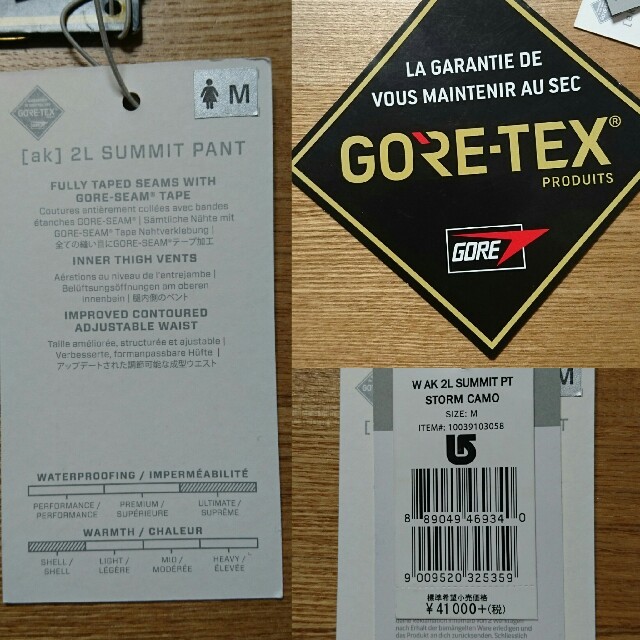 GORE-TEX
GORE
M
[ak] 2L SUMMIT PANT
FULLY TAPED SEAMS WITH
GORE-SEAM® TAPE
Coutures entièrement collées avec bandes
étanches GORE-SEAM® | Sämtliche Nähte mit
GORE-SEAM® Tape Nahtverklebung |
全ての縫い目にGORE-SEAM®テープ加工
INNER THIGH VENTS
Aérations au niveau de l'entrejambe |
Belüftungsöffnungen am oberen
Innenbein | 腿内側のベント
IMPROVED CONTOURED
ADJUSTABLE WAIST
Taille améliorée, structurée et ajustable |
Verbesserte, formanpassbare Hüfte |
アップデートされた調節可能な成型ウエスト
WATERPROOFING / IMPERMÉABILITÉ
PERFORMANCE / PREMIUM / ULTIMATE /
PERFORMANCE SUPÉRIEURE SUPRÊME
WARMTH / CHALEUR
SHELL / LIGHT / MID / HEAVY /
SHELL LÉGÈRE MODÉRÉE ÉLEVÉE
LA GARANTIE DE
VOUS MAINTENIR AU SEC
GORE-TEX®
PRODUITS
GORE
W AK 2L SUMMIT PT
STORM CAMO
SIZE: M
ITEM#: 10039103058
M
8 89049 46934 0
9 009520 325359
標準希望小売価格
¥41000+(税)